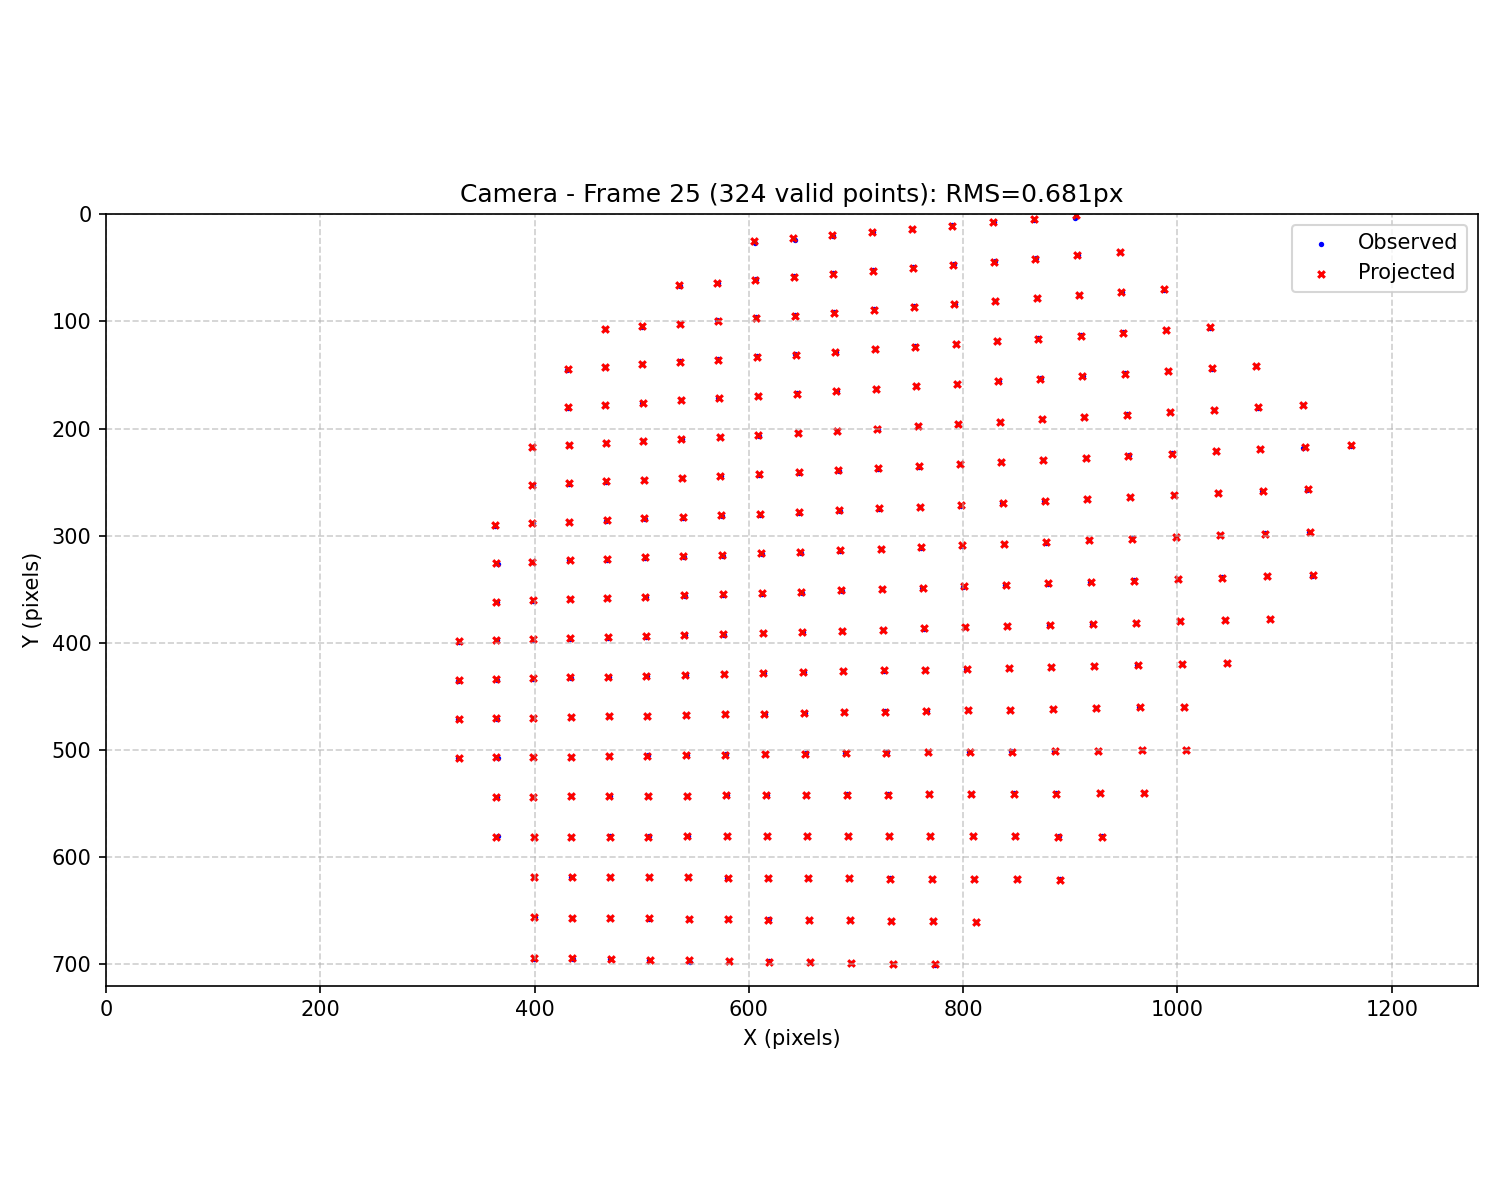 Camera - Frame 25 (324 valid points): RMS=0.681px
Observed
Projected
0
100
200
300
400
500
600
700
Y (pixels)
0 200 400 600 800 1000 1200
X (pixels)